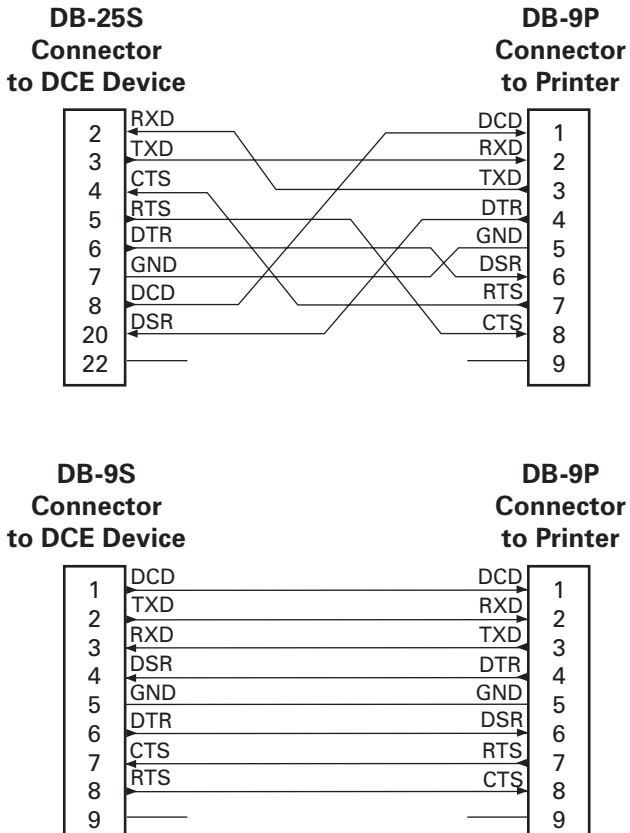 DB-25S DB-9P
Connector Connector
to DCE Device to Printer
2 RXD DCD 1
3 TXD RXD 2
4 CTS TXD 3
5 RTS DTR 4
6 DTR GND 5
7 GND DSR 6
8 DCD RTS 7
20 DSR CTS 8
22 9
DB-9S DB-9P
Connector Connector
to DCE Device to Printer
1 DCD DCD 1
2 TXD RXD 2
3 RXD TXD 3
4 DSR DTR 4
5 GND GND 5
6 DTR DSR 6
7 CTS RTS 7
8 RTS CTS 8
9 9